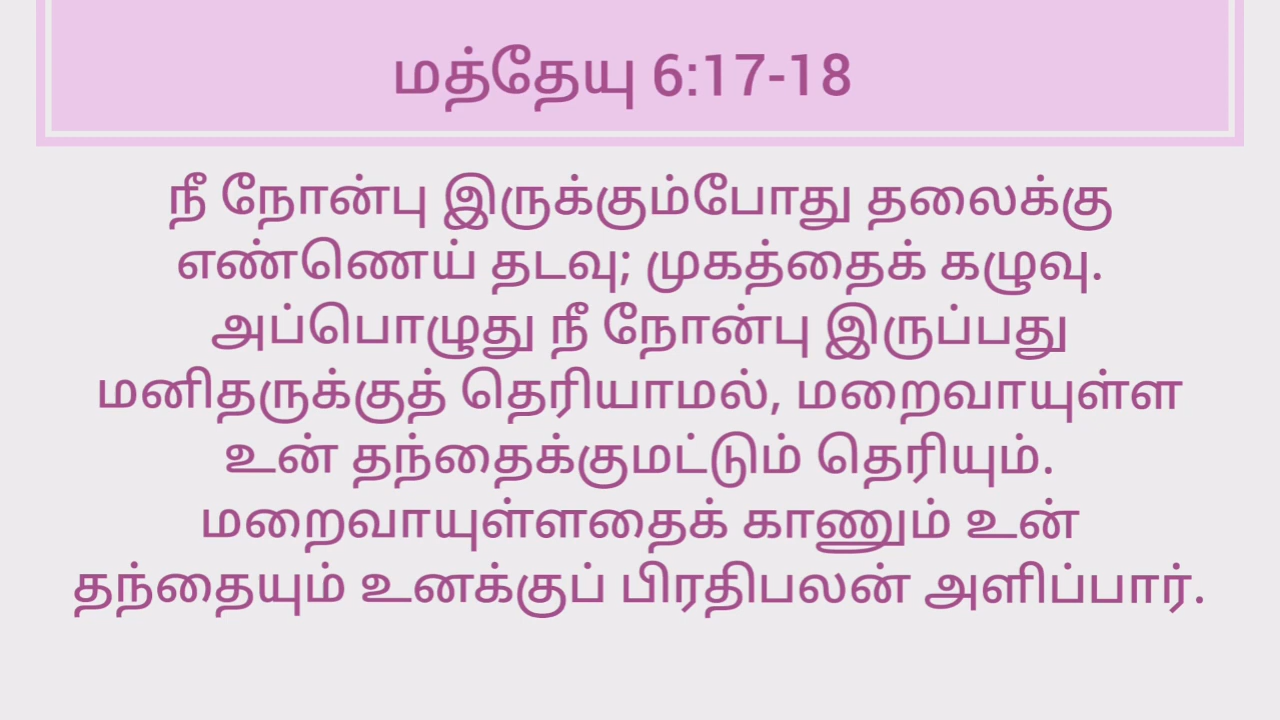 மத்தேயு 6:17-18
நீ நோன்பு இருக்கும்போது தலைக்கு
எண்ணெய் தடவு; முகத்தைக் கழுவு.
அப்பொழுது நீ நோன்பு இருப்பது
மனிதருக்குத் தெரியாமல், மறைவாயுள்ள
உன் தந்தைக்குமட்டும் தெரியும்.
மறைவாயுள்ளதைக் காணும் உன்
தந்தையும் உனக்குப் பிரதிபலன் அளிப்பார்.